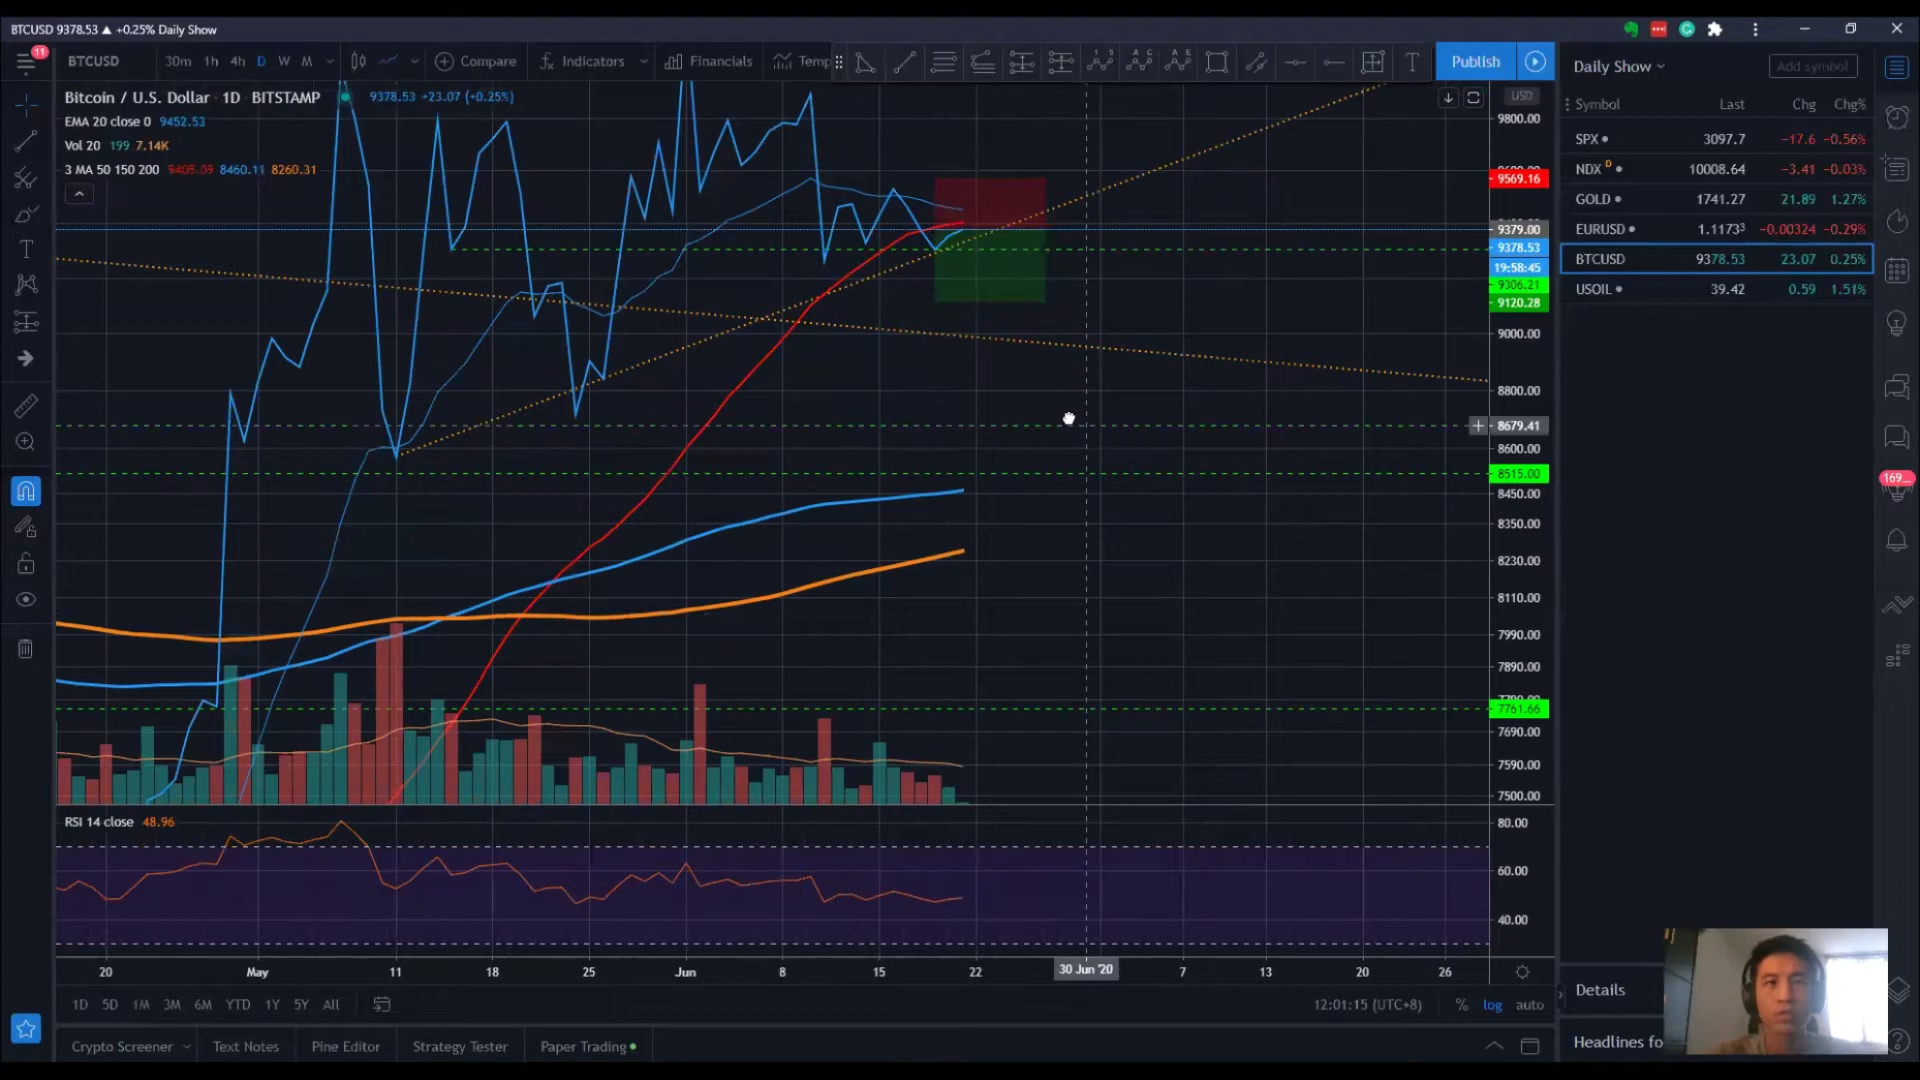 BTCUSD 9378.53 ▲ +0.25% Daily Show
11
BTCUSD 30m 1h 4h D W M Compare Indicators Financials Temp T Publish
Daily Show Add symbol
Bitcoin / U.S. Dollar · 1D · BITSTAMP 9378.53 +23.07 (+0.25%)
EMA 20 close 0 9452.53
Vol 20 199 7.14K
3 MA 50 150 200 9405.09 8460.11 8260.31
USD
9800.00
9569.16
9379.00
9378.53
19:58:45
9306.21
9120.28
9000.00
8800.00
8679.41
8600.00
8515.00
8450.00
8350.00
8230.00
8110.00
7990.00
7890.00
7761.66
7690.00
7590.00
7500.00
RSI 14 close 48.96
80.00
60.00
40.00
20 May 11 18 25 Jun 8 15 22 30 Jun '20 7 13 20 26
1D 5D 1M 3M 6M YTD 1Y 5Y All 12:01:15 (UTC+8) % log auto
Crypto Screener Text Notes Pine Editor Strategy Tester Paper Trading
Symbol Last Chg Chg%
SPX 3097.7 −17.6 −0.56%
NDX D 10008.64 −3.41 −0.03%
GOLD 1741.27 21.89 1.27%
EURUSD 1.11733 −0.00324 −0.29%
BTCUSD 9378.53 23.07 0.25%
USOIL 39.42 0.59 1.51%
169...
Details
Headlines fo